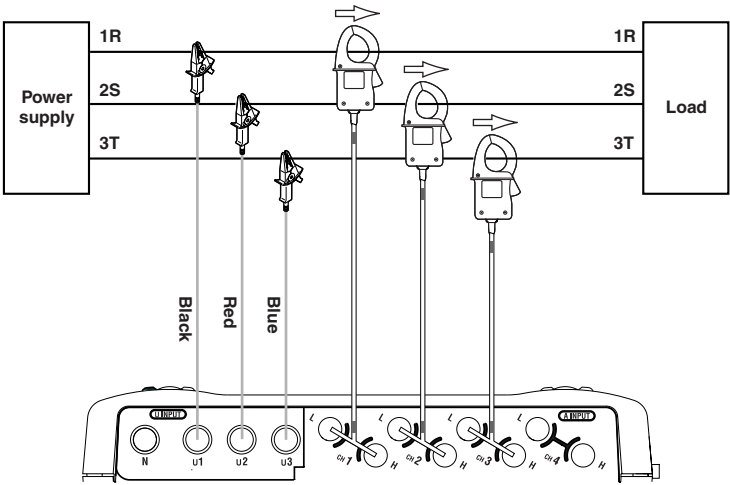 1R
1R
2S
2S
Power
supply
Load
3T
3T
Black
Red
Blue
U INPUT
A INPUT
N
U1
U2
U3
L
CH 1
H
L
CH 2
H
L
CH 3
H
L
CH 4
H